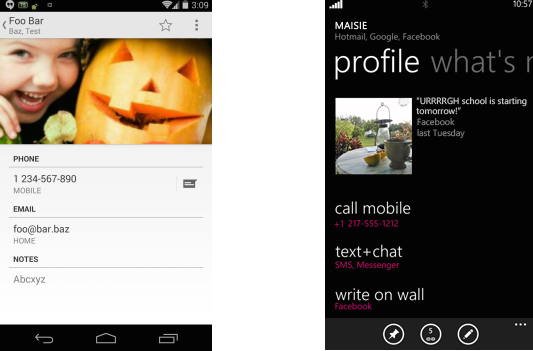 3:09
Foo Bar
Baz, Test
PHONE
1 234-567-890
MOBILE
EMAIL
foo@bar.baz
HOME
NOTES
Abcxyz
10:57
MAISIE
Hotmail, Google, Facebook
profile what's n
"URRRRGH school is starting
tomorrow!"
Facebook
last Tuesday
call mobile
+1 217-555-1212
text+chat
SMS, Messenger
write on wall
Facebook
5